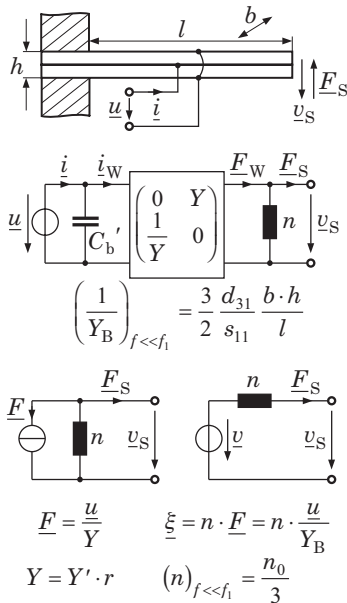 l
b
h
u
i
v_S
F_S
i
i_W
F_W
F_S
u
C_b'
(0 Y
1/Y 0)
n
v_S
(1/Y_B)_{f<<f_1} = 3/2 d_31/s_11 b·h/l
F
n
F_S
v_S
n
F_S
v
v_S
F = u/Y
ξ = n · F = n · u/Y_B
Y = Y' · r
(n)_{f<<f_1} = n_0/3